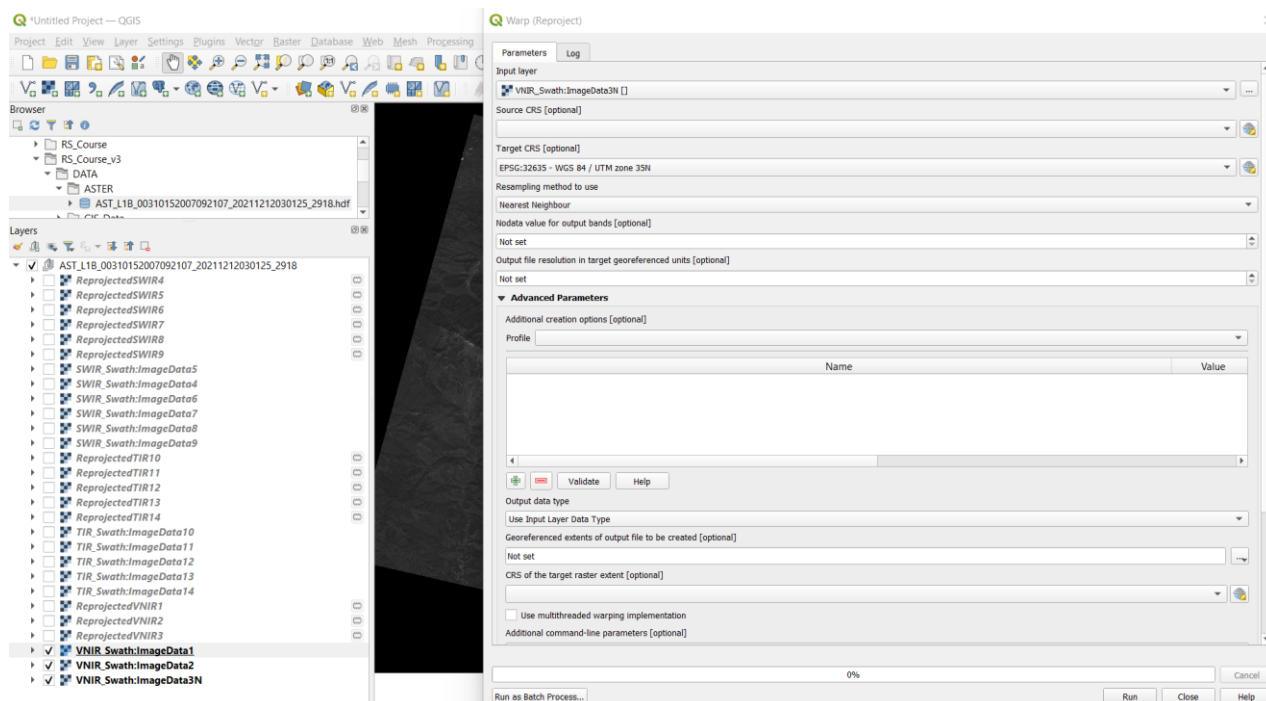 *Untitled Project — QGIS
Project Edit View Layer Settings Plugins Vector Raster Database Web Mesh Processing
Browser
RS_Course
RS_Course_v3
DATA
ASTER
AST_L1B_00310152007092107_20211212030125_2918.hdf
GIS_Data
Layers
AST_L1B_00310152007092107_20211212030125_2918
ReprojectedSWIR4
ReprojectedSWIR5
ReprojectedSWIR6
ReprojectedSWIR7
ReprojectedSWIR8
ReprojectedSWIR9
SWIR_Swath:ImageData5
SWIR_Swath:ImageData4
SWIR_Swath:ImageData6
SWIR_Swath:ImageData7
SWIR_Swath:ImageData8
SWIR_Swath:ImageData9
ReprojectedTIR10
ReprojectedTIR11
ReprojectedTIR12
ReprojectedTIR13
ReprojectedTIR14
TIR_Swath:ImageData10
TIR_Swath:ImageData11
TIR_Swath:ImageData12
TIR_Swath:ImageData13
TIR_Swath:ImageData14
ReprojectedVNIR1
ReprojectedVNIR2
ReprojectedVNIR3
VNIR_Swath:ImageData1
VNIR_Swath:ImageData2
VNIR_Swath:ImageData3N
Warp (Reproject)
Parameters Log
Input layer
VNIR_Swath:ImageData3N []
...
Source CRS [optional]
Target CRS [optional]
EPSG:32635 - WGS 84 / UTM zone 35N
Resampling method to use
Nearest Neighbour
Nodata value for output bands [optional]
Not set
Output file resolution in target georeferenced units [optional]
Not set
Advanced Parameters
Additional creation options [optional]
Profile
Name Value
Validate Help
Output data type
Use Input Layer Data Type
Georeferenced extents of output file to be created [optional]
Not set
...
CRS of the target raster extent [optional]
Use multithreaded warping implementation
Additional command-line parameters [optional]
0%
Cancel
Run as Batch Process... Run Close Help